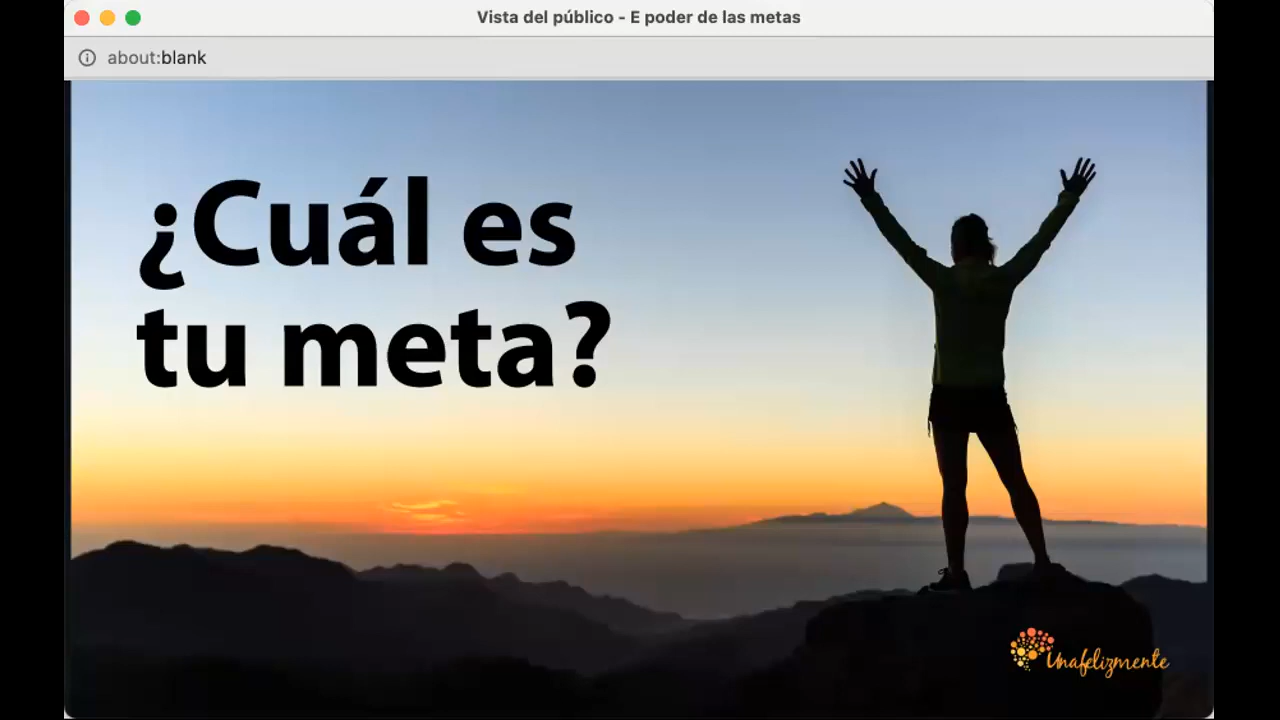 Vista del público - E poder de las metas
about:blank
¿Cuál es
tu meta?
Unafelizmente